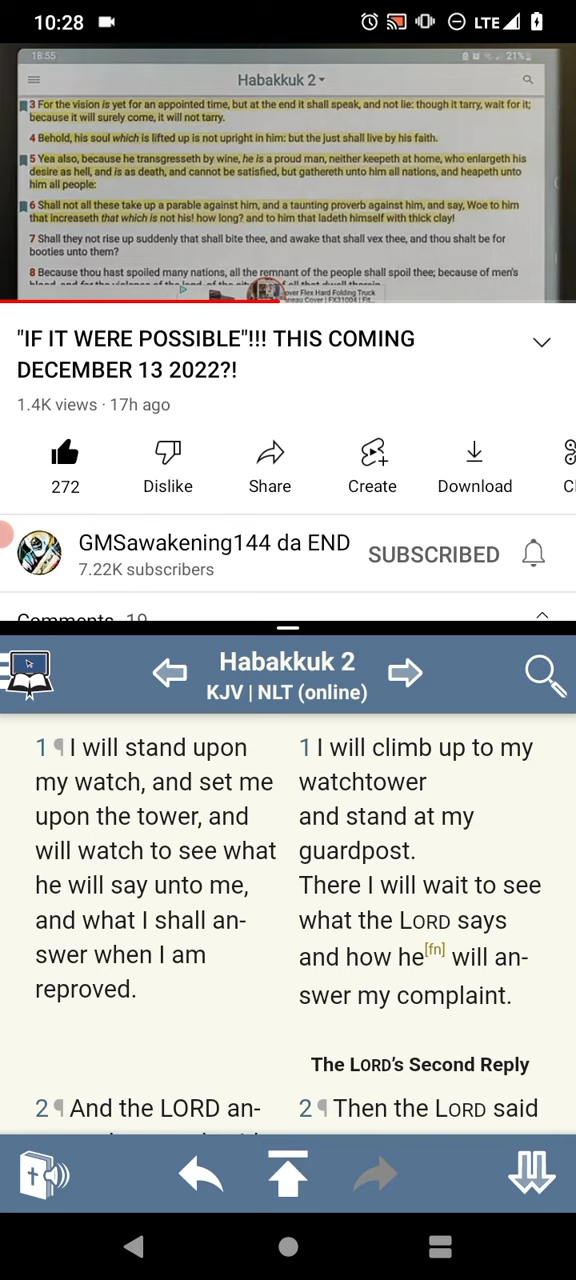 10:28
LTE
18:55
21%
Habakkuk 2
3 For the vision is yet for an appointed time, but at the end it shall speak, and not lie: though it tarry, wait for it;
because it will surely come, it will not tarry.
4 Behold, his soul which is lifted up is not upright in him: but the just shall live by his faith.
5 Yea also, because he transgresseth by wine, he is a proud man, neither keepeth at home, who enlargeth his
desire as hell, and is as death, and cannot be satisfied, but gathereth unto him all nations, and heapeth unto
him all people:
6 Shall not all these take up a parable against him, and a taunting proverb against him, and say, Woe to him
that increaseth that which is not his! how long? and to him that ladeth himself with thick clay!
7 Shall they not rise up suddenly that shall bite thee, and awake that shall vex thee, and thou shalt be for
booties unto them?
8 Because thou hast spoiled many nations, all the remnant of the people shall spoil thee; because of men's
over Flex Hard Folding Truck
neau Cover | FX31004 | Fit...
"IF IT WERE POSSIBLE"!!! THIS COMING
DECEMBER 13 2022?!
1.4K views · 17h ago
272
Dislike
Share
Create
Download
Cl
GMSawakening144 da END
7.22K subscribers
SUBSCRIBED
Comments 19
Habakkuk 2
KJV | NLT (online)
1 ¶ I will stand upon
my watch, and set me
upon the tower, and
will watch to see what
he will say unto me,
and what I shall an-
swer when I am
reproved.
2 ¶ And the LORD an-
1 I will climb up to my
watchtower
and stand at my
guardpost.
There I will wait to see
what the LORD says
and how he[fn] will an-
swer my complaint.
The LORD's Second Reply
2 ¶ Then the LORD said